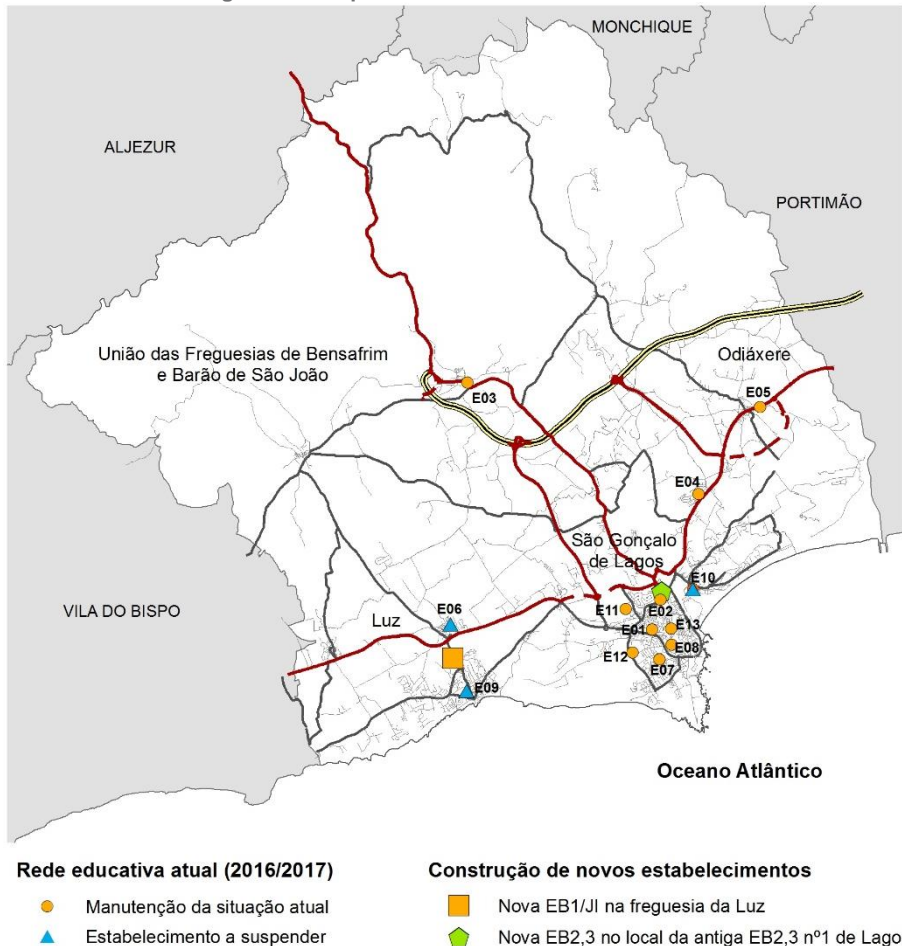 MONCHIQUE
ALJEZUR
PORTIMÃO
União das Freguesias de Bensafrim
e Barão de São João
Odiáxere
E03
E05
E04
São Gonçalo
de Lagos
E10
VILA DO BISPO
Luz
E06
E11
E02
E01
E13
E08
E12
E07
E09
Oceano Atlântico
Rede educativa atual (2016/2017)
Manutenção da situação atual
Estabelecimento a suspender
Construção de novos estabelecimentos
Nova EB1/JI na freguesia da Luz
Nova EB2,3 no local da antiga EB2,3 nº1 de Lago